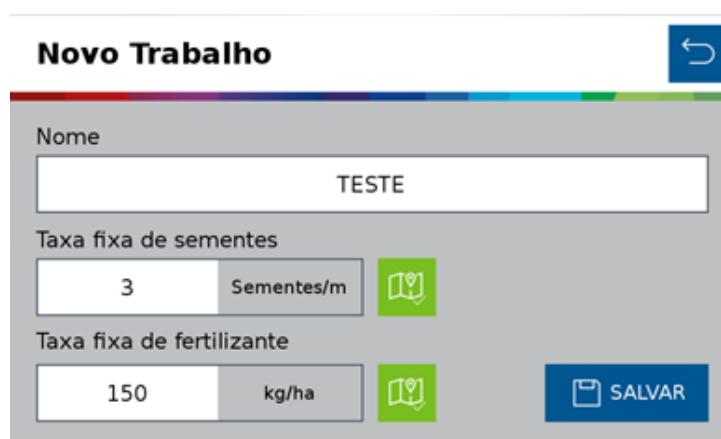 Novo Trabalho
Nome
TESTE
Taxa fixa de sementes
3 Sementes/m
Taxa fixa de fertilizante
150 kg/ha SALVAR